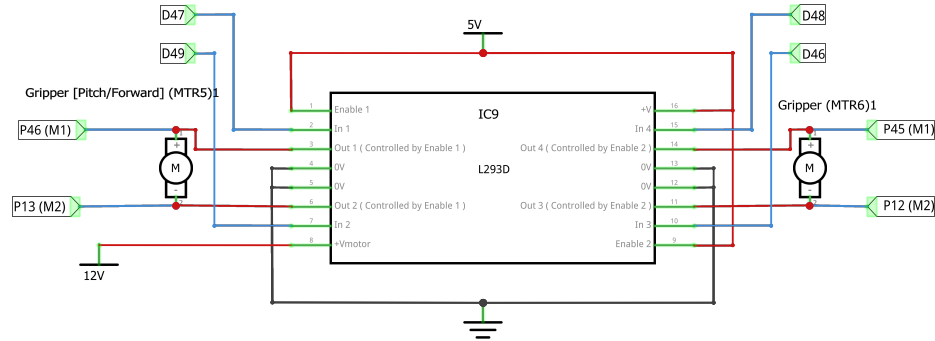 D47
D48
5V
D49
D46
Gripper [Pitch/Forward] (MTR5)1
Gripper (MTR6)1
IC9
L293D
1 Enable 1
+V 16
2 In 1
In 4 15
3 Out 1 ( Controlled by Enable 1 )
Out 4 ( Controlled by Enable 2 ) 14
4 0V
0V 13
5 0V
0V 12
6 Out 2 ( Controlled by Enable 1 )
Out 3 ( Controlled by Enable 2 ) 11
7 In 2
In 3 10
8 +Vmotor
Enable 2 9
P46 (M1)
P45 (M1)
1
+
M
-
2
1
+
M
-
2
P13 (M2)
P12 (M2)
12V